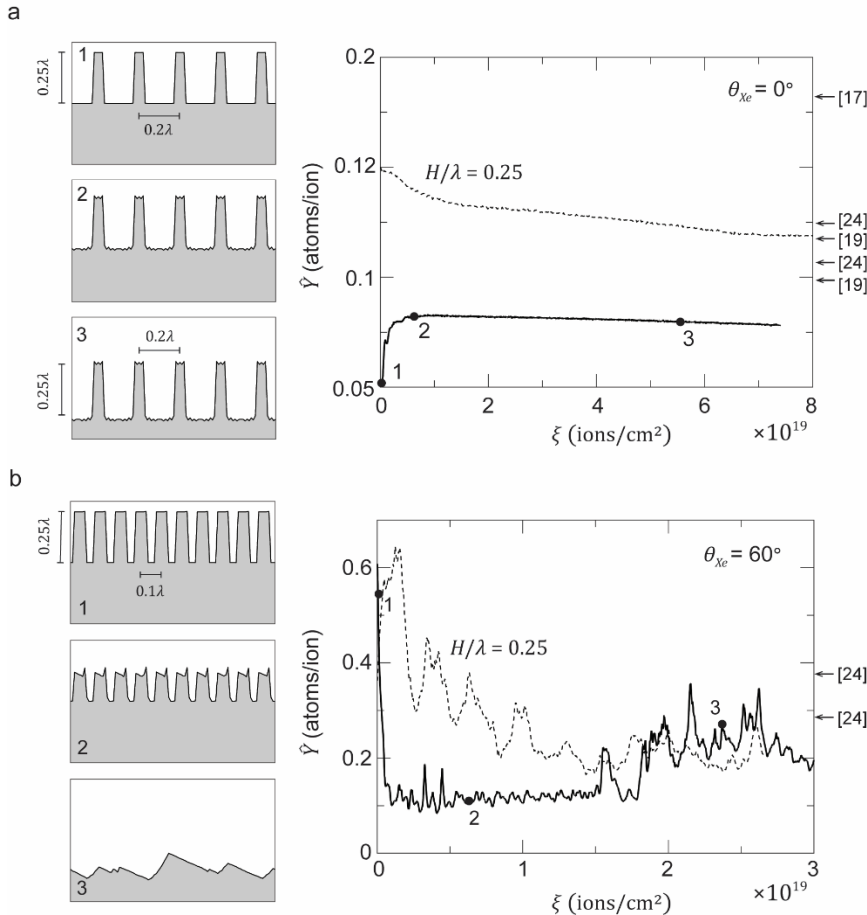 a
1
0.25λ
0.2λ
2
3
0.2λ
0.25λ
0.2
0.12
0.1
0.05
Ŷ (atoms/ion)
θXe = 0°
H/λ = 0.25
1
2
3
[17]
[24]
[19]
[24]
[19]
0 2 4 6 8
ξ (ions/cm²) ×10¹⁹
b
0.25λ
0.1λ
1
2
3
0.6
0.4
0.2
0
Ŷ (atoms/ion)
θXe = 60°
1
H/λ = 0.25
2
3
[24]
[24]
0 1 2 3
ξ (ions/cm²) ×10¹⁹